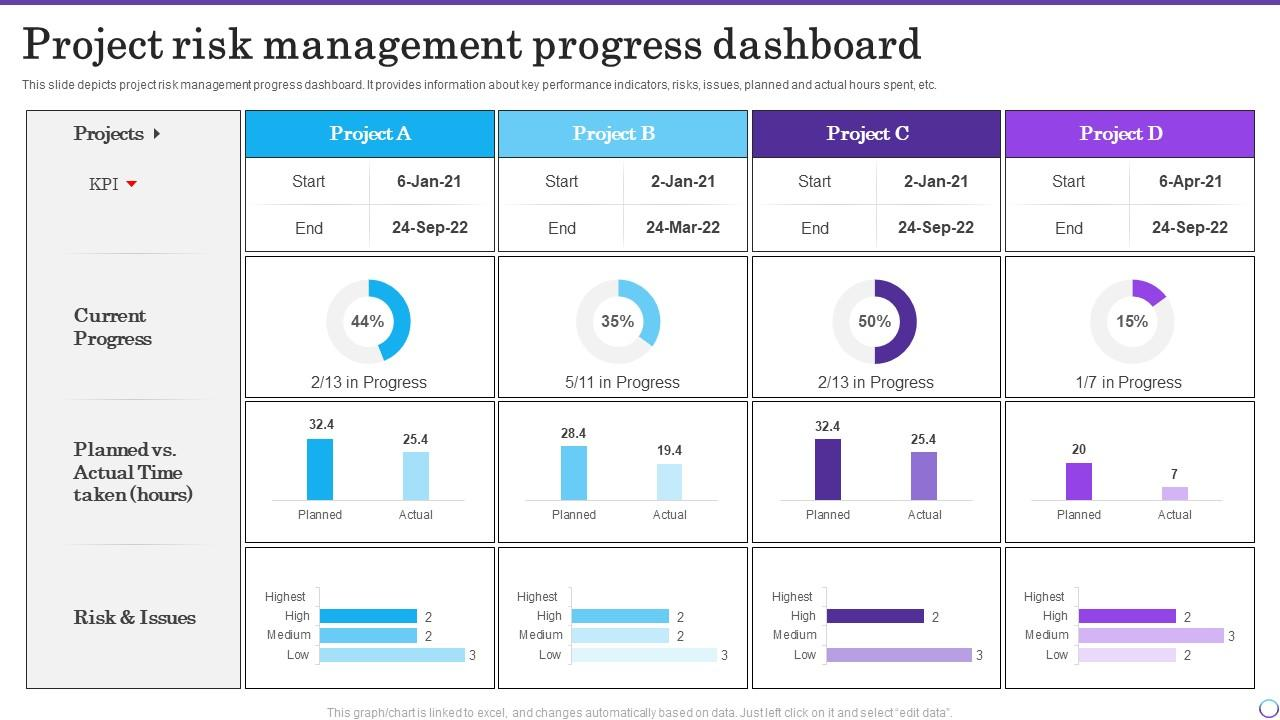 Project risk management progress dashboard
This slide depicts project risk management progress dashboard. It provides information about key performance indicators, risks, issues, planned and actual hours spent, etc.
Projects
KPI
Project A
Project B
Project C
Project D
Start 6-Jan-21
End 24-Sep-22
Start 2-Jan-21
End 24-Mar-22
Start 2-Jan-21
End 24-Sep-22
Start 6-Apr-21
End 24-Sep-22
Current
Progress
44%
2/13 in Progress
35%
5/11 in Progress
50%
2/13 in Progress
15%
1/7 in Progress
Planned vs.
Actual Time
taken (hours)
32.4
25.4
Planned Actual
28.4
19.4
Planned Actual
32.4
25.4
Planned Actual
20
7
Planned Actual
Risk & Issues
Highest
High 2
Medium 2
Low 3
Highest
High 2
Medium 2
Low 3
Highest
High 2
Medium
Low 3
Highest
High 2
Medium 3
Low 2
This graph/chart is linked to excel, and changes automatically based on data. Just left click on it and select “edit data”.